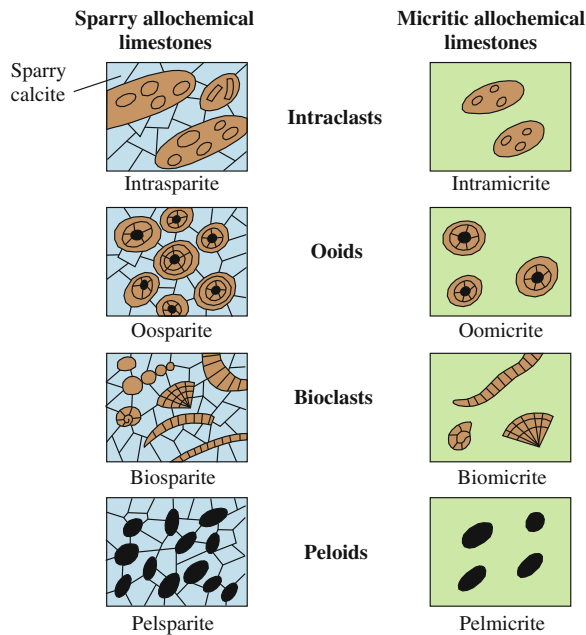 Sparry allochemical
limestones
Micritic allochemical
limestones
Sparry
calcite
Intraclasts
Intrasparite
Intramicrite
Ooids
Oosparite
Oomicrite
Bioclasts
Biosparite
Biomicrite
Peloids
Pelsparite
Pelmicrite